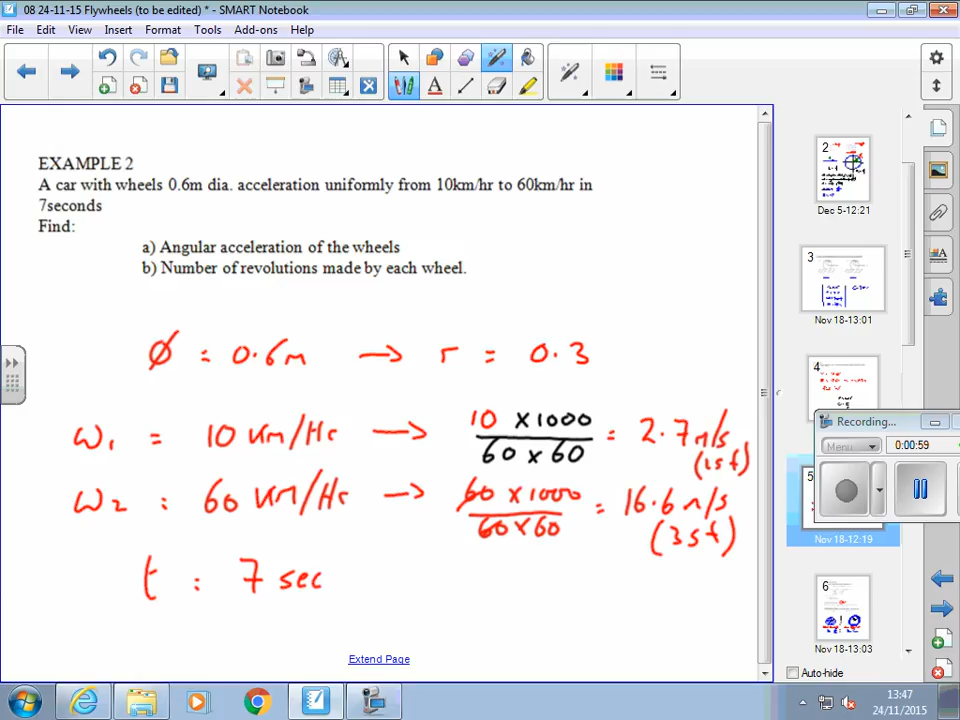 08 24-11-15 Flywheels (to be edited) * - SMART Notebook
File Edit View Insert Format Tools Add-ons Help
EXAMPLE 2
A car with wheels 0.6m dia. acceleration uniformly from 10km/hr to 60km/hr in
7seconds
Find:
a) Angular acceleration of the wheels
b) Number of revolutions made by each wheel.
Ø = 0.6m → r = 0.3
ω1 = 10 Km/Hr → 10 x 1000
60 x 60 = 2.7 m/s
ω2 : 60 Km/Hr → 60 x 1000
60 x 60 = 16.6 m/s
(3sf)
t : 7 sec
Extend Page
2
Dec 5-12:21
3
Nov 18-13:01
4
Recording...
Menu
0:00:59
5
Nov 18-12:19
6
Nov 18-13:03
Auto-hide
13:47
24/11/2015